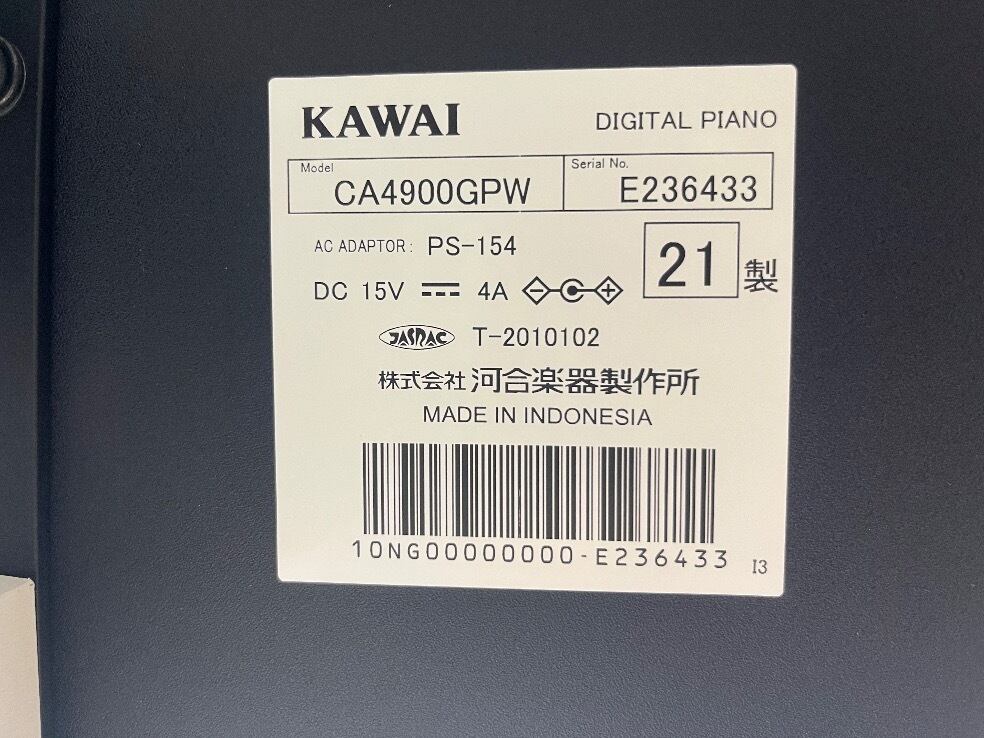 KAWAI DIGITAL PIANO
Model Serial No.
CA4900GPW E236433
AC ADAPTOR: PS-154
21 製
DC 15V 4A
JASRAC T-2010102
株式会社 河合楽器製作所
MADE IN INDONESIA
10NG00000000-E236433 I3